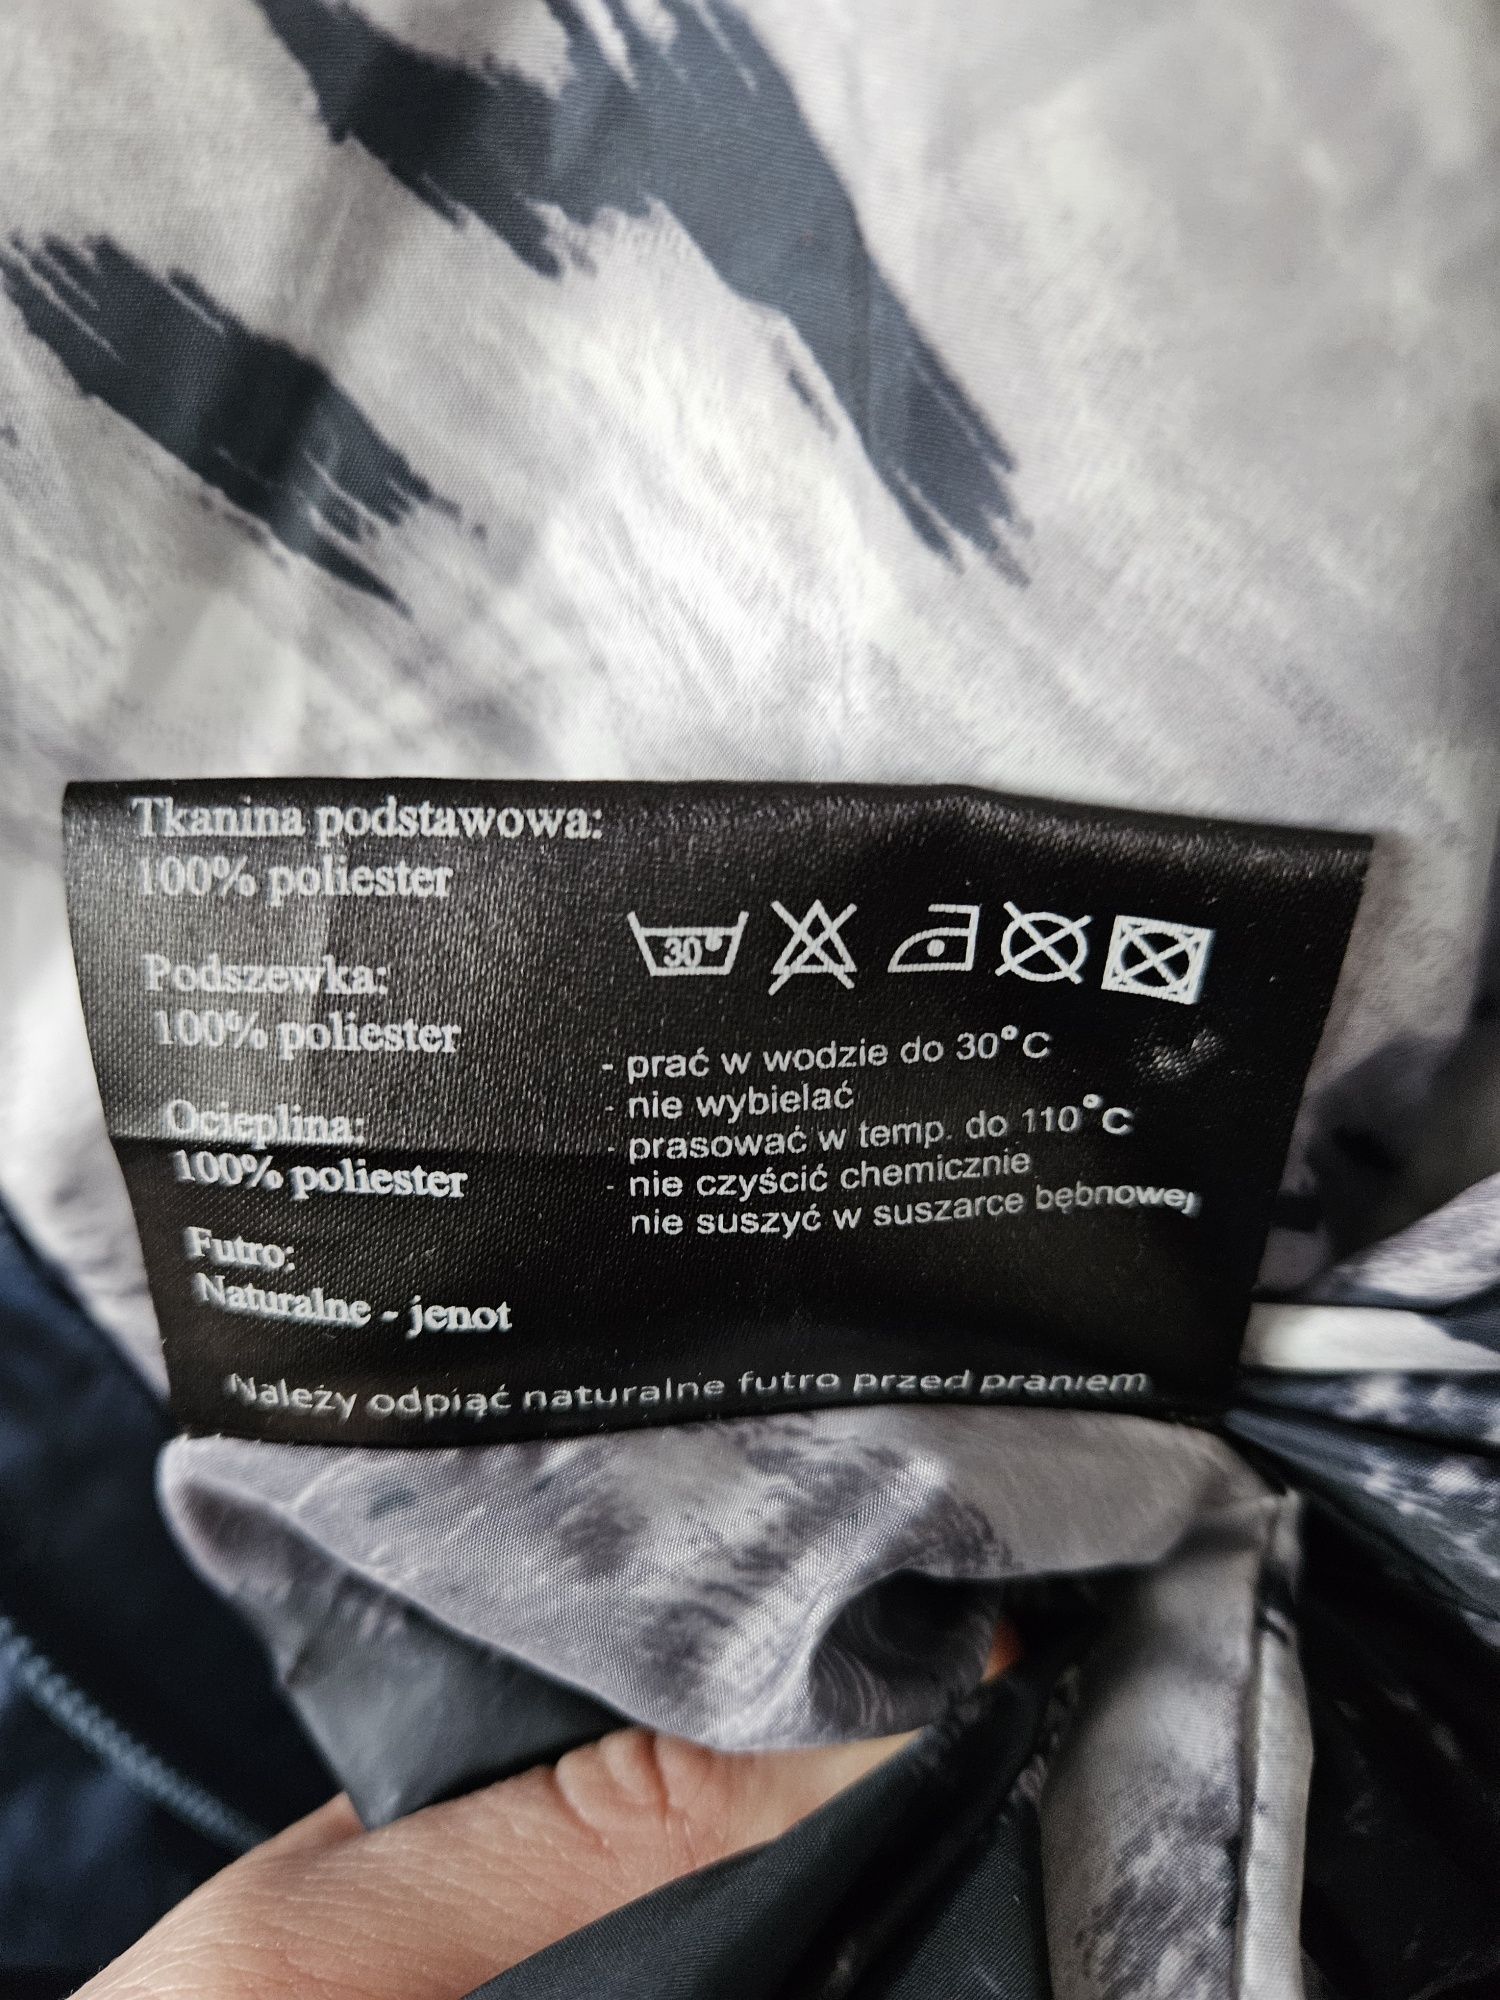 Tkanina podstawowa:
100% poliester
Podszewka:
100% poliester
Ocieplina:
100% poliester
Futro:
Naturalne - jenot
30°
- prać w wodzie do 30°C
- nie wybielać
- prasować w temp. do 110°C
- nie czyścić chemicznie
nie suszyć w suszarce bębnowej
Należy odpiąć naturalne futro przed praniem